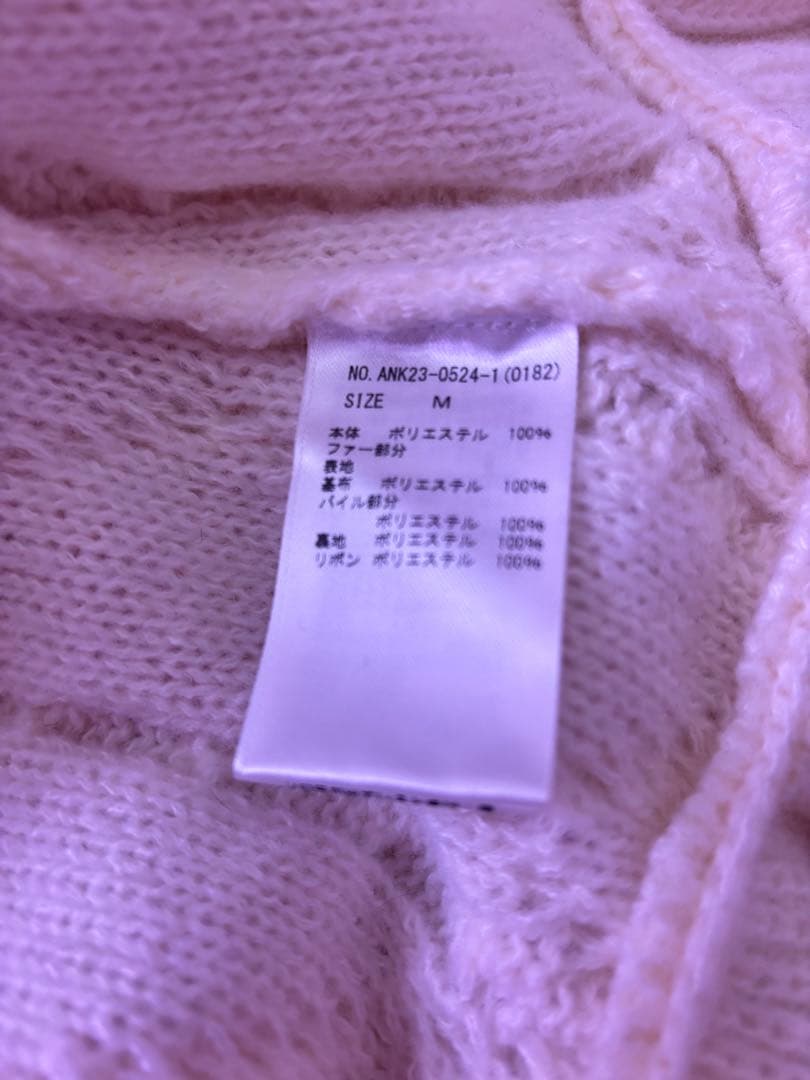 NO. ANK23-0524-1(0182)
SIZE M
本体 ポリエステル 100%
ファー部分
表地
基布 ポリエステル 100%
パイル部分
ポリエステル 100%
裏地 ポリエステル 100%
リボン ポリエステル 100%